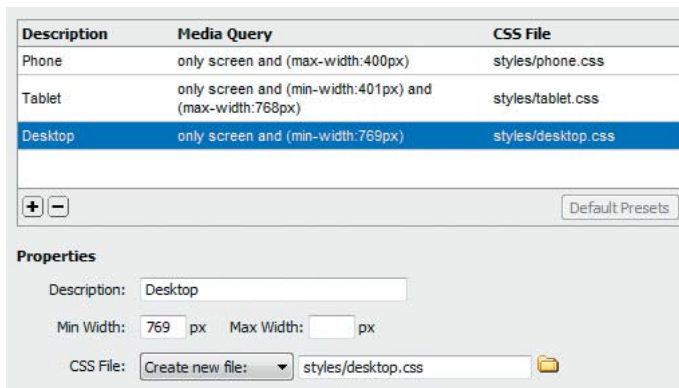 Description Media Query CSS File
Phone only screen and (max-width:400px) styles/phone.css
Tablet only screen and (min-width:401px) and (max-width:768px) styles/tablet.css
Desktop only screen and (min-width:769px) styles/desktop.css
+ −
Default Presets
Properties
Description: Desktop
Min Width: 769 px Max Width: px
CSS File: Create new file: styles/desktop.css